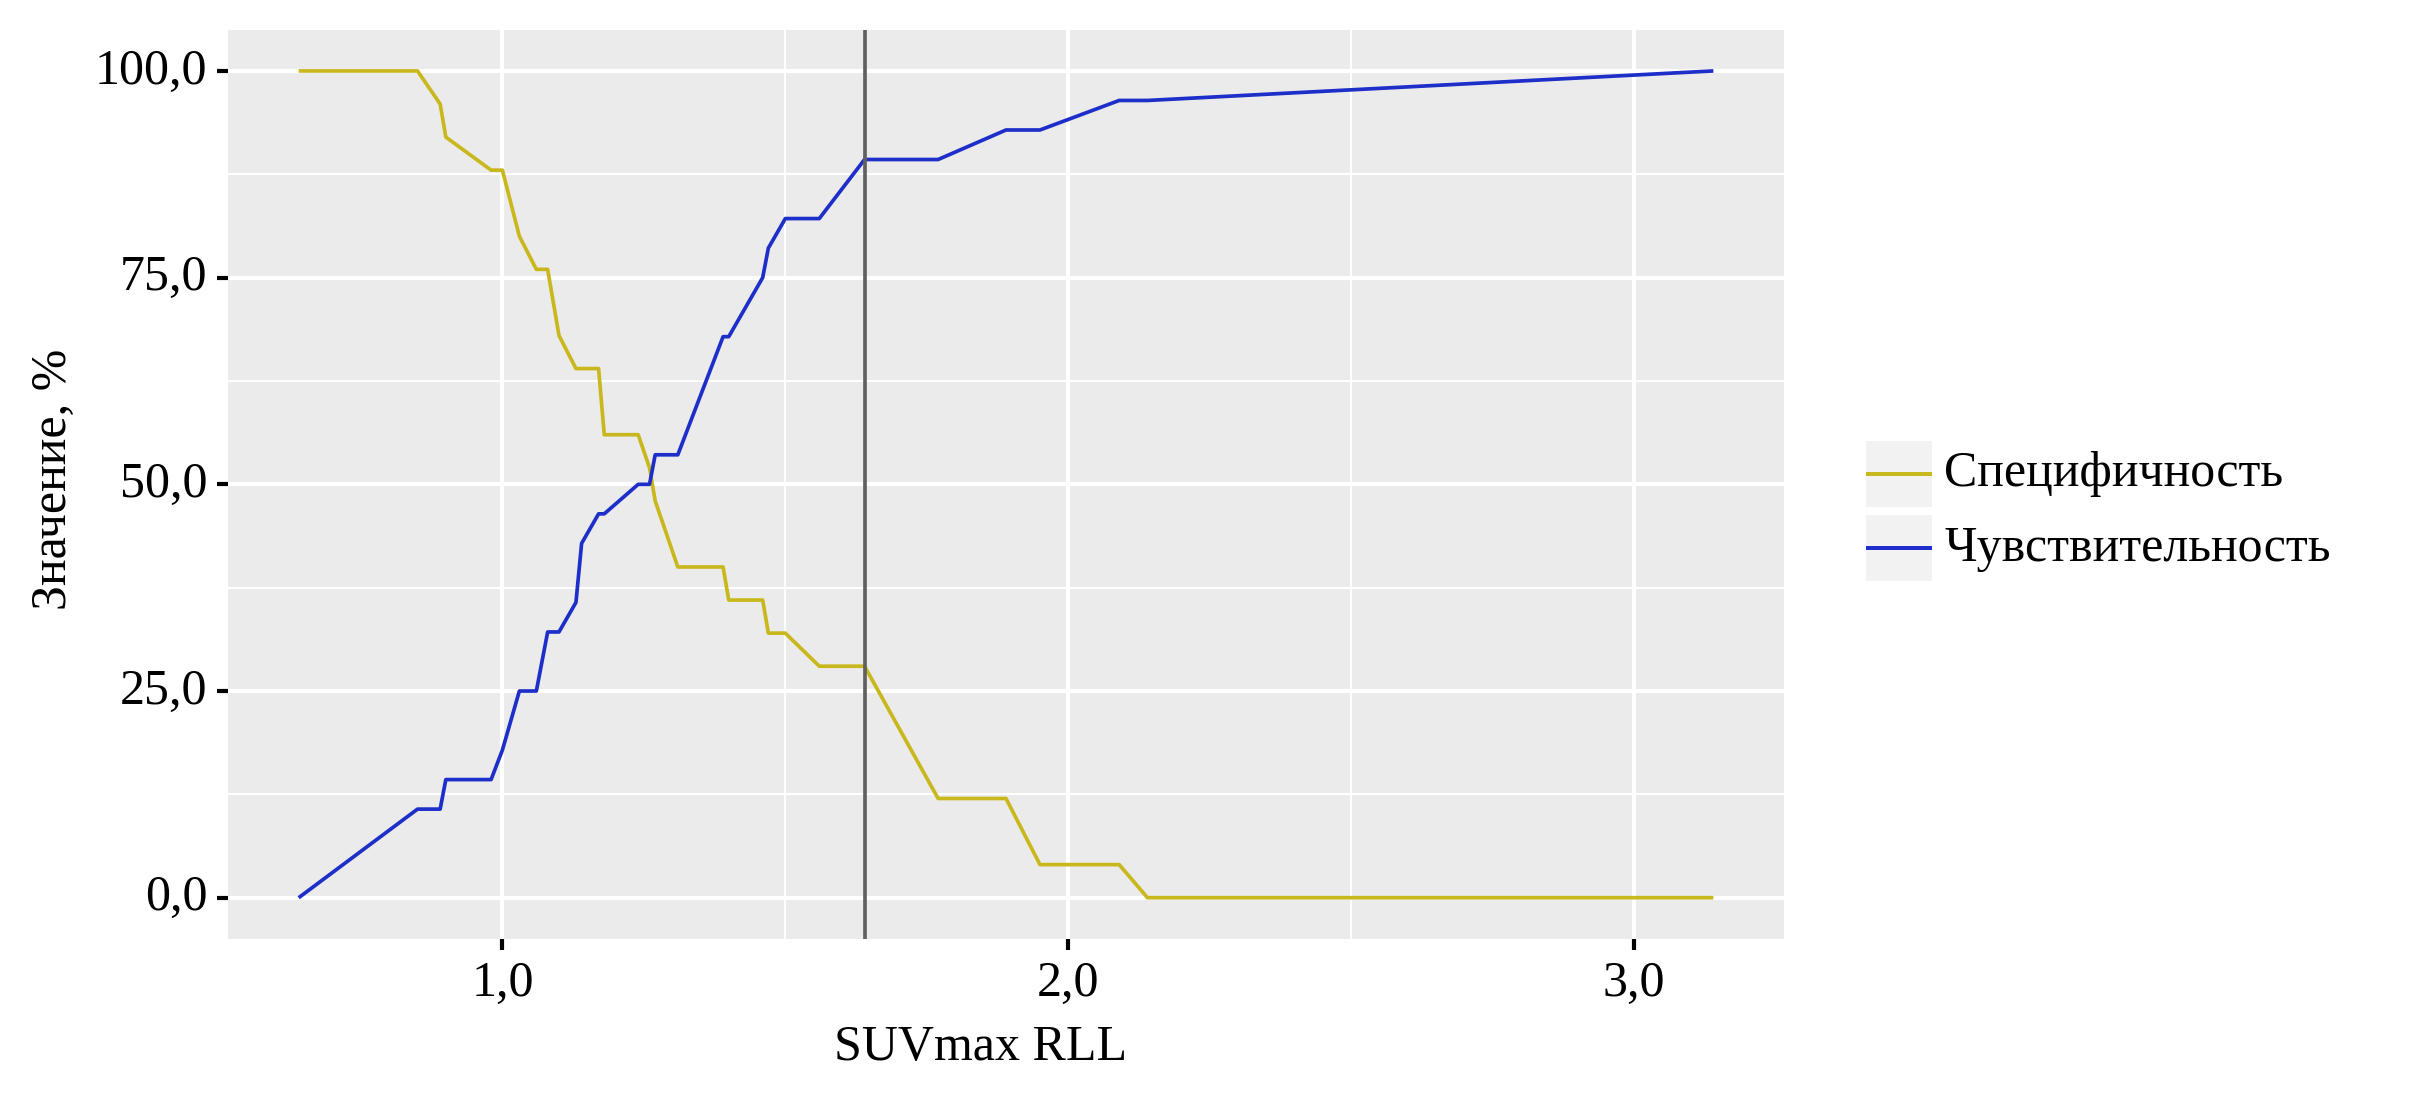 100,0
75,0
50,0
25,0
0,0
Значение, %
1,0
2,0
3,0
SUVmax RLL
Специфичность
Чувствительность